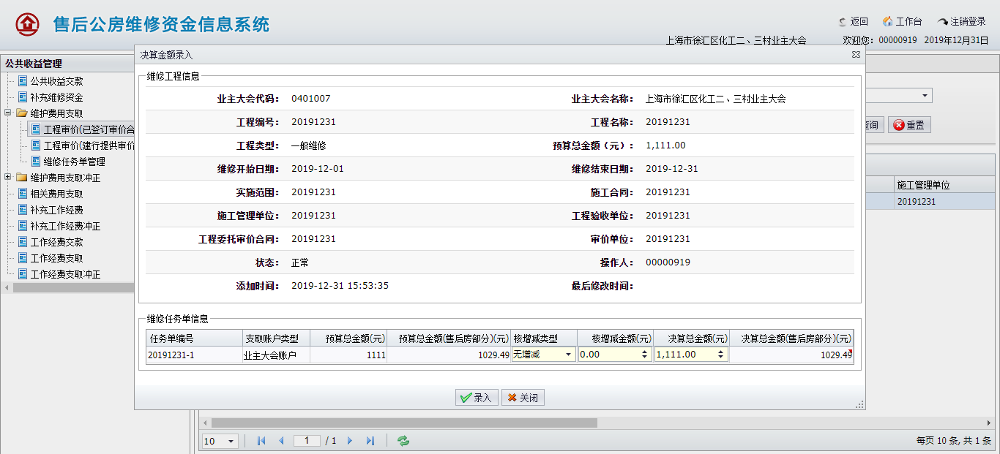 售后公房维修资金信息系统
返回 工作台 注销登录
上海市徐汇区化工二、三村业主大会 欢迎您：00000919 2019年12月31日
公共收益管理
公共收益交款
补充维修资金
维护费用支取
工程审价(已签订审价合
工程审价(建行提供审价
维修任务单管理
维护费用支取冲正
相关费用支取
补充工作经费
补充工作经费冲正
工作经费交款
工作经费支取
工作经费支取冲正
决算金额录入
维修工程信息
业主大会代码： 0401007 业主大会名称： 上海市徐汇区化工二、三村业主大会
工程编号： 20191231 工程名称： 20191231
工程类型： 一般维修 预算总金额（元）： 1,111.00
维修开始日期： 2019-12-01 维修结束日期： 2019-12-31
实施范围： 20191231 施工合同： 20191231
施工管理单位： 20191231 工程验收单位： 20191231
工程委托审价合同： 20191231 审价单位： 20191231
状态： 正常 操作人： 00000919
添加时间： 2019-12-31 15:53:35 最后修改时间：
维修任务单信息
任务单编号 支取账户类型 预算总金额(元) 预算总金额(售后房部分)(元) 核增减类型 核增减金额(元) 决算总金额(元) 决算总金额(售后房部分)(元)
20191231-1 业主大会账户 1111 1029.49 无增减 0.00 1,111.00 1029.49
录入 关闭
查询 重置
施工管理单位
20191231
10 1 / 1 每页 10 条, 共 1 条